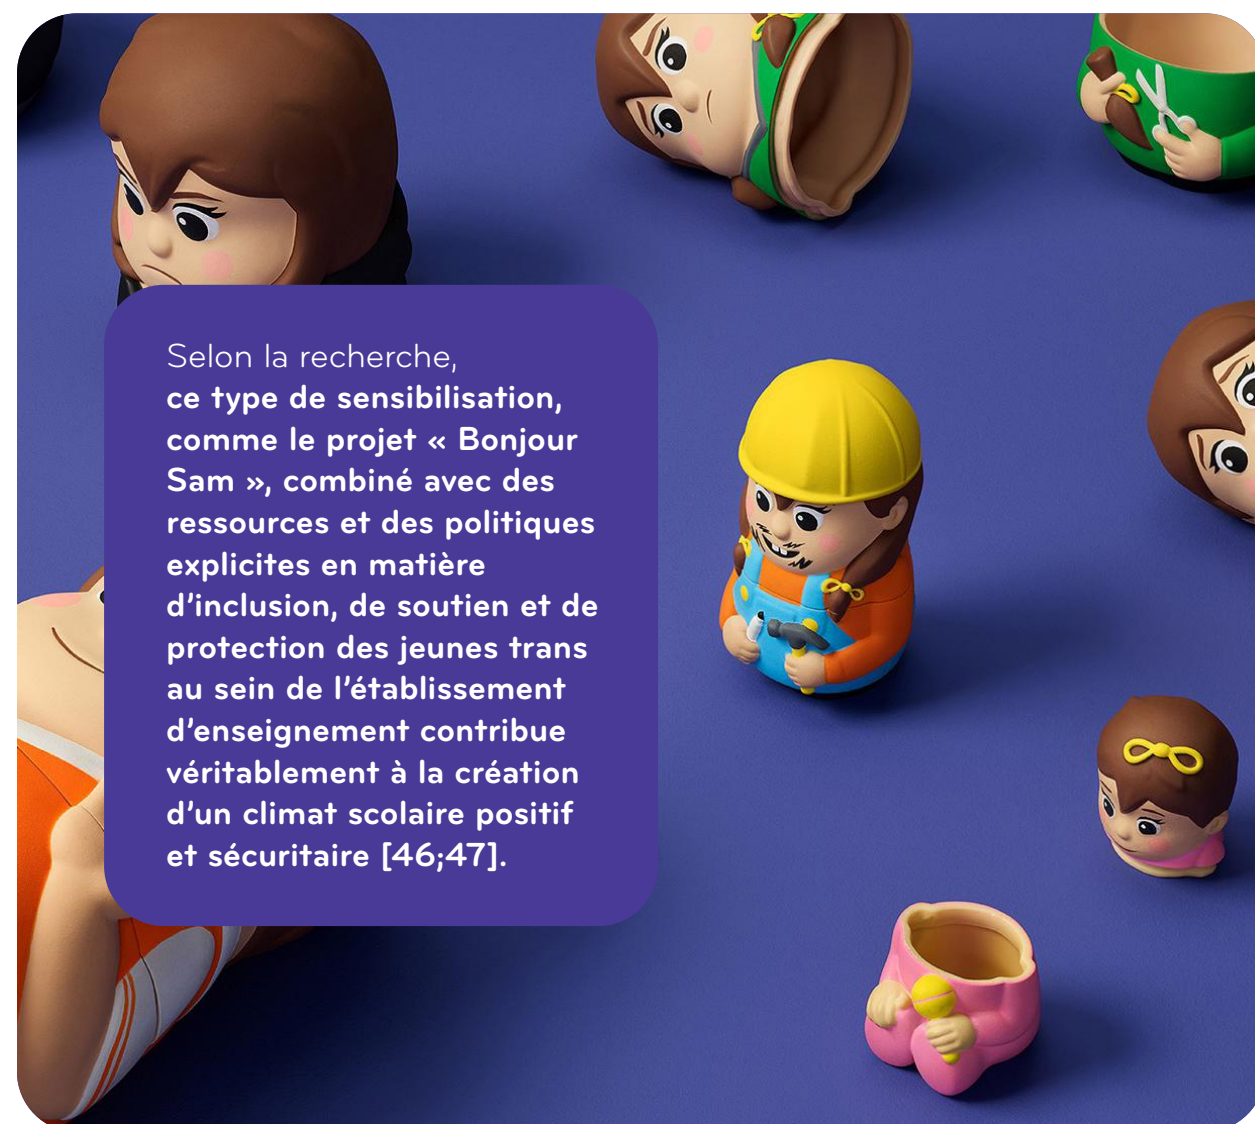 Selon la recherche,
ce type de sensibilisation,
comme le projet « Bonjour
Sam », combiné avec des
ressources et des politiques
explicites en matière
d’inclusion, de soutien et de
protection des jeunes trans
au sein de l’établissement
d’enseignement contribue
véritablement à la création
d’un climat scolaire positif
et sécuritaire [46;47].